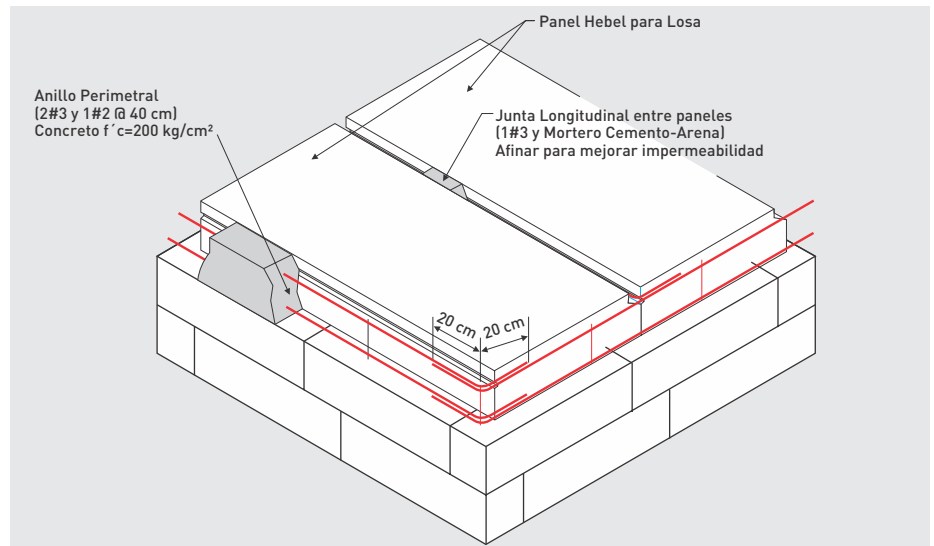 Panel Hebel para Losa
Anillo Perimetral
(2#3 y 1#2 @ 40 cm)
Concreto f´c=200 kg/cm²
Junta Longitudinal entre paneles
(1#3 y Mortero Cemento-Arena)
Afinar para mejorar impermeabilidad
20 cm
20 cm